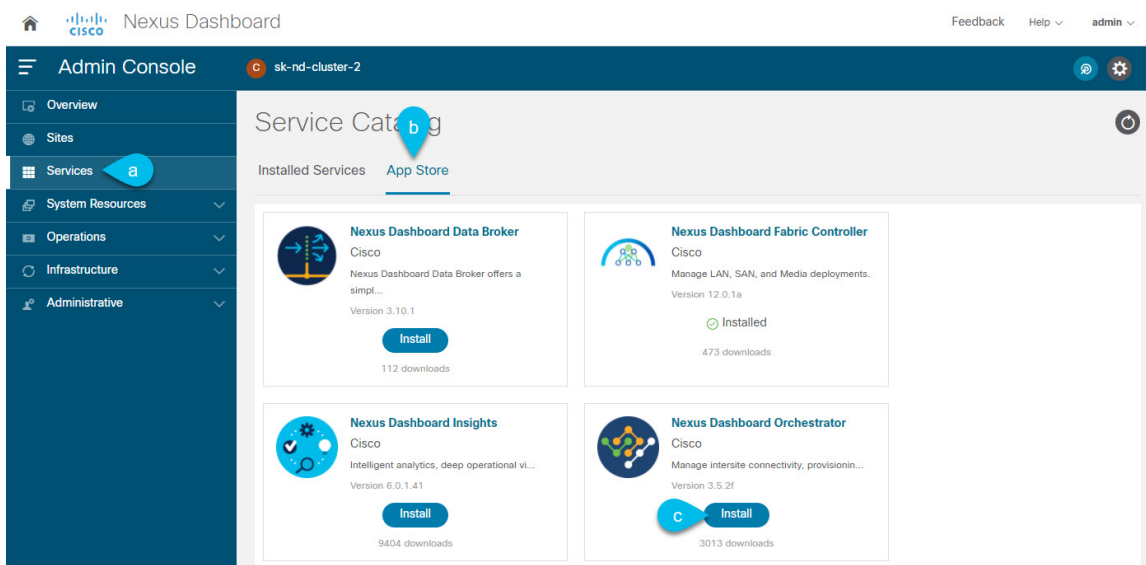 cisco Nexus Dashboard
Feedback Help admin
Admin Console
C sk-nd-cluster-2
Overview
Sites
Services a
System Resources
Operations
Infrastructure
Administrative
Service Catalog
b
Installed Services App Store
Nexus Dashboard Data Broker
Cisco
Nexus Dashboard Data Broker offers a
simpl...
Version 3.10.1
Install
112 downloads
Nexus Dashboard Fabric Controller
Cisco
Manage LAN, SAN, and Media deployments.
Version 12.0.1a
Installed
473 downloads
Nexus Dashboard Insights
Cisco
Intelligent analytics, deep operational vi...
Version 6.0.1.41
Install
9404 downloads
Nexus Dashboard Orchestrator
Cisco
Manage intersite connectivity, provisionin...
Version 3.5.2f
c Install
3013 downloads